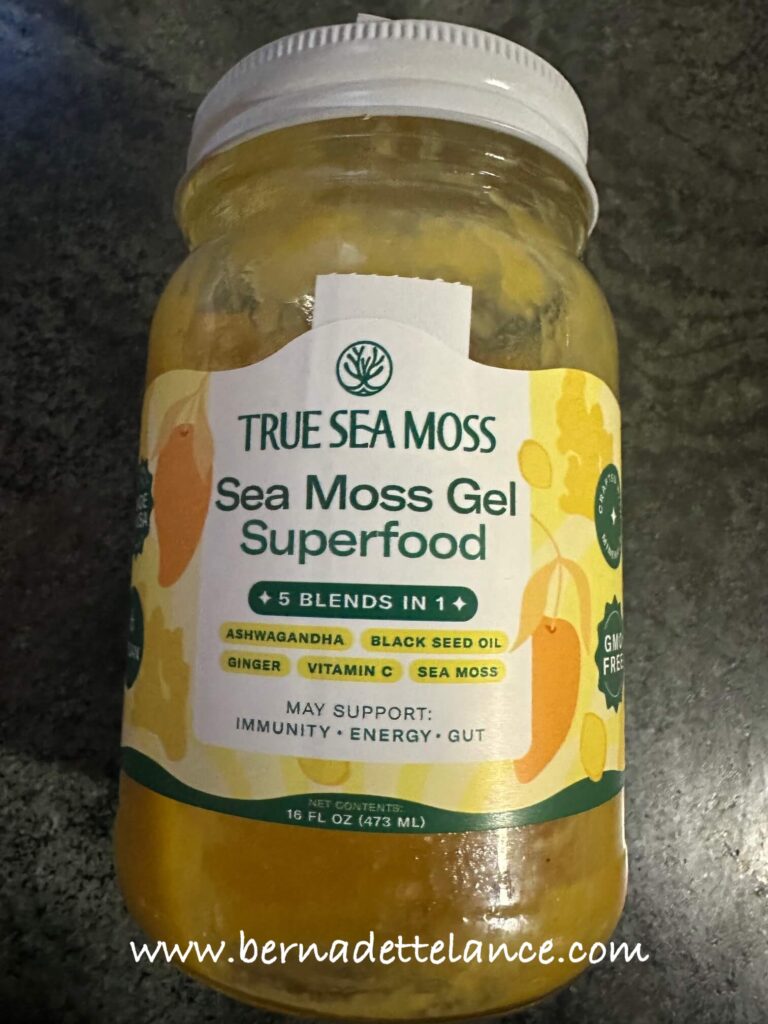 TRUE SEA MOSS
Sea Moss Gel
Superfood
5 BLENDS IN 1
ASHWAGANDHA BLACK SEED OIL
GINGER VITAMIN C SEA MOSS
MAY SUPPORT:
IMMUNITY • ENERGY • GUT
GMO
FREE
NET CONTENTS:
16 FL OZ (473 ML)
www.bernadettelance.com